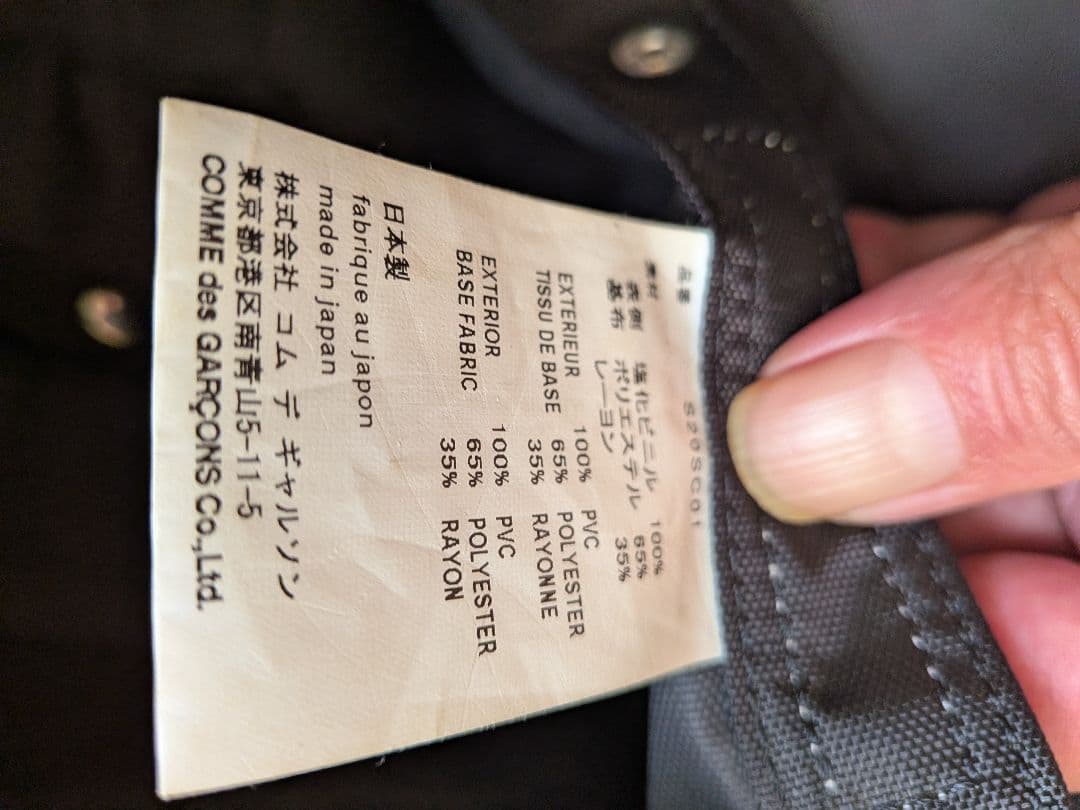 品番 S20SC01
素材
表側 塩化ビニル 100%
基布 ポリエステル 65%
レーヨン 35%
EXTERIEUR 100% PVC
TISSU DE BASE 65% POLYESTER
35% RAYONNE
EXTERIOR 100% PVC
BASE FABRIC 65% POLYESTER
35% RAYON
日本製
fabrique au japon
made in japan
株式会社 コム デ ギャルソン
東京都港区南青山5-11-5
COMME des GARÇONS Co.,Ltd.